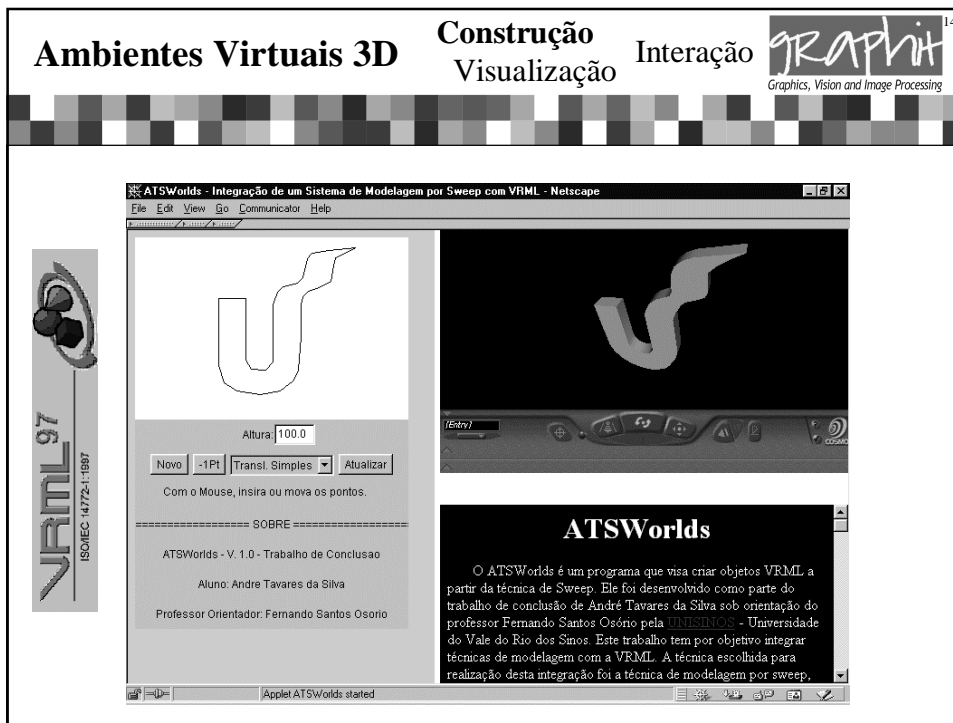 14
Ambientes Virtuais 3D
Construção
Visualização
Interação
graphit
Graphics, Vision and Image Processing
VRML 97
ISO/IEC 14772-1:1997
ATSWorlds - Integração de um Sistema de Modelagem por Sweep com VRML - Netscape
File Edit View Go Communicator Help
Altura: 100.0
Novo -1Pt Transl. Simples Atualizar
Com o Mouse, insira ou mova os pontos.
================== SOBRE ==================
ATSWorlds - V. 1.0 - Trabalho de Conclusao
Aluno: Andre Tavares da Silva
Professor Orientador: Fernando Santos Osorio
(Entry)
COSMO
ATSWorlds
O ATSWorlds é um programa que visa criar objetos VRML a
partir da técnica de Sweep. Ele foi desenvolvido como parte do
trabalho de conclusão de André Tavares da Silva sob orientação do
professor Fernando Santos Osório pela UNISINOS - Universidade
do Vale do Rio dos Sinos. Este trabalho tem por objetivo integrar
técnicas de modelagem com a VRML. A técnica escolhida para
realização desta integração foi a técnica de modelagem por sweep,
Applet ATSWorlds started